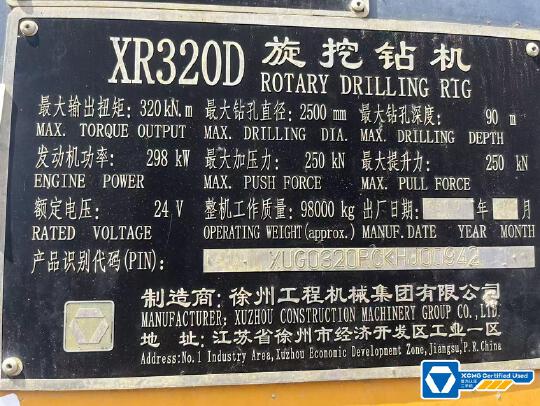 XR320D 旋挖钻机
ROTARY DRILLING RIG
最大输出扭矩: 320kN.m 最大钻孔直径: 2500 mm 最大钻孔深度: 90 m
MAX. TORQUE OUTPUT MAX. DRILLING DIA. MAX. DRILLING DEPTH
发动机功率: 298 kW 最大加压力: 250 kN 最大提升力: 250 kN
ENGINE POWER MAX. PUSH FORCE MAX. PULL FORCE
额定电压: 24 V 整机工作质量: 98000 kg 出厂日期: 年 月
RATED VOLTAGE OPERATING WEIGHT(approx.) MANUF. DATE YEAR MONTH
产品识别代码(PIN):
制造商: 徐州工程机械集团有限公司
MANUFACTURER: XUZHOU CONSTRUCTION MACHINERY GROUP CO., LTD.
地 址: 江苏省徐州市经济开发区工业一区
Address:No.1 Industry Area,Xuzhou Economic Development Zone,Jiangsu,P.R.China
XCMG Certified Used